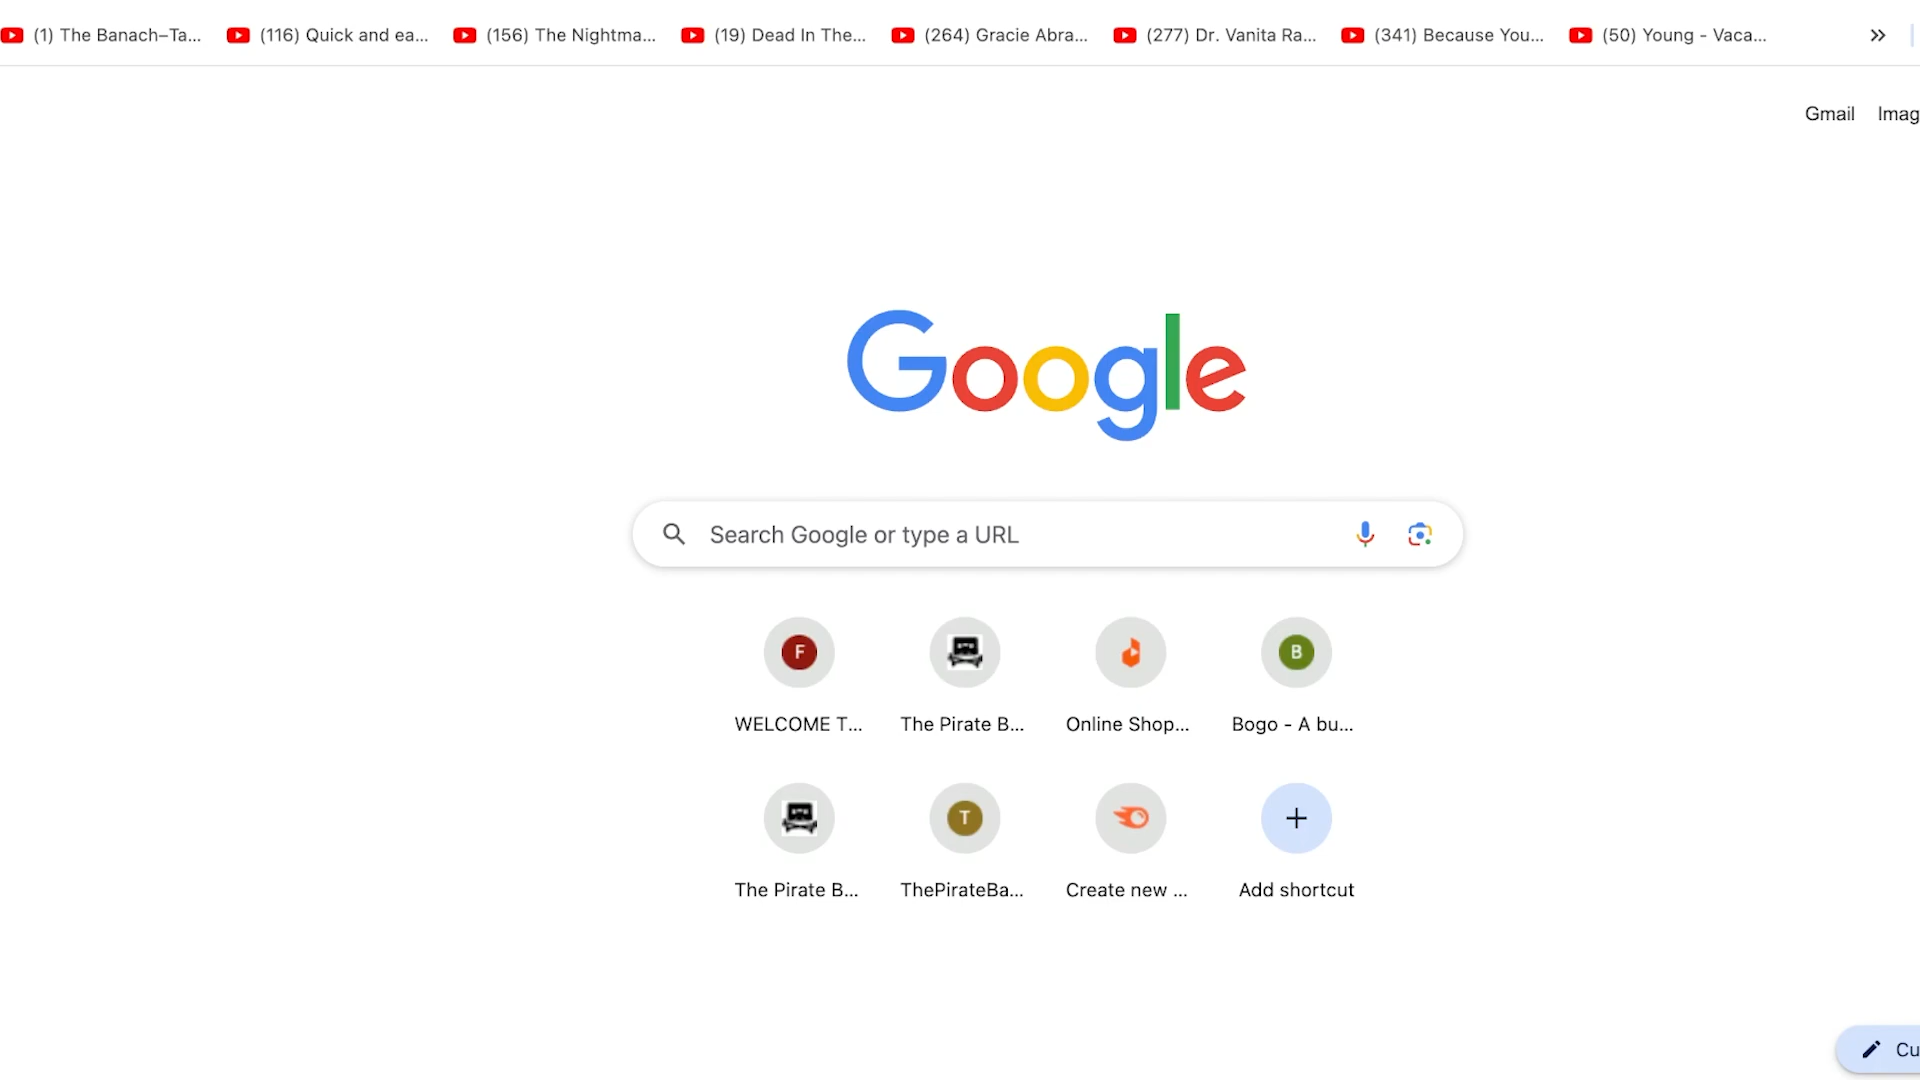 (1) The Banach–Ta... (116) Quick and ea... (156) The Nightma... (19) Dead In The... (264) Gracie Abra... (277) Dr. Vanita Ra... (341) Because You... (50) Young - Vaca...
Gmail Imag
Google
Search Google or type a URL
F B
WELCOME T... The Pirate B... Online Shop... Bogo - A bu...
T
The Pirate B... ThePirateBa... Create new ... Add shortcut
Cu